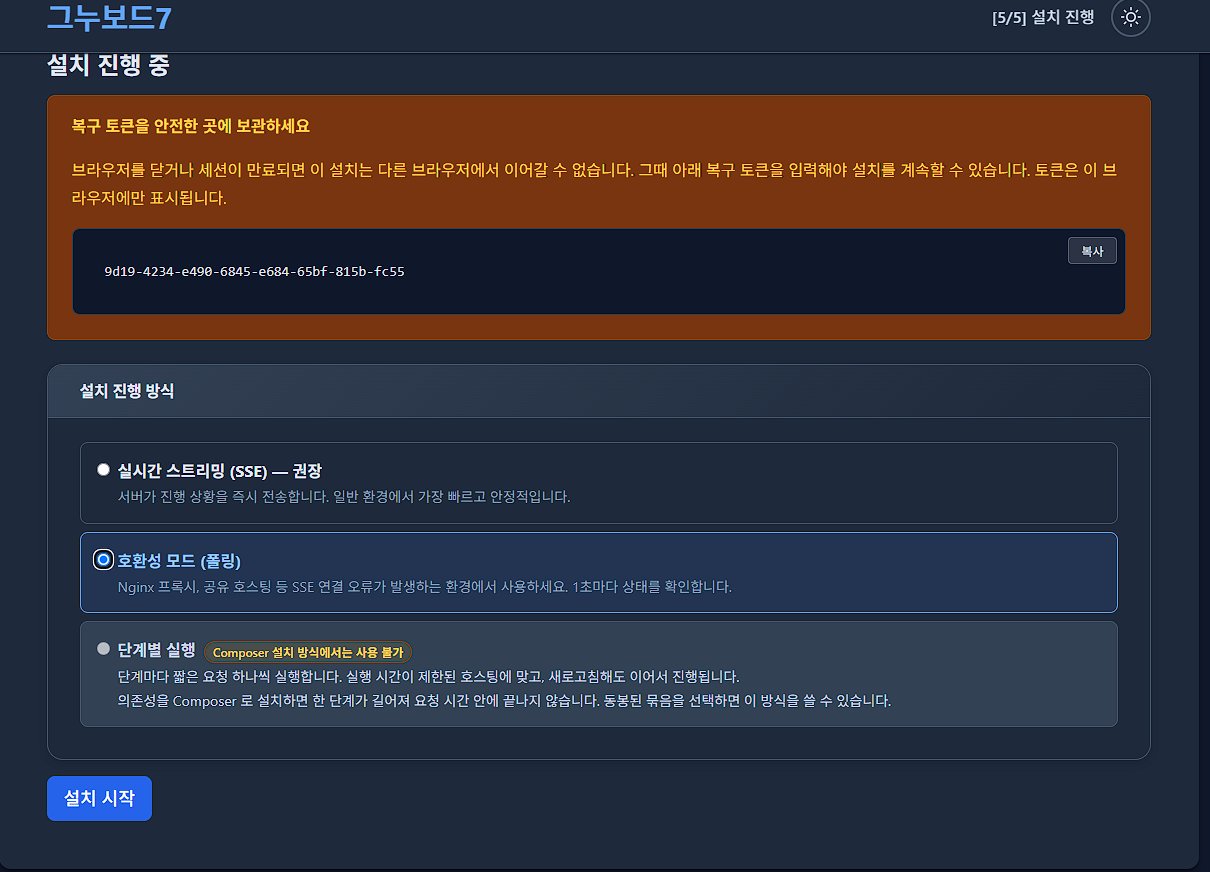 그누보드7
[5/5] 설치 진행
설치 진행 중
복구 토큰을 안전한 곳에 보관하세요
브라우저를 닫거나 세션이 만료되면 이 설치는 다른 브라우저에서 이어갈 수 없습니다. 그때 아래 복구 토큰을 입력해야 설치를 계속할 수 있습니다. 토큰은 이 브
라우저에만 표시됩니다.
복사
9d19-4234-e490-6845-e684-65bf-815b-fc55
설치 진행 방식
실시간 스트리밍 (SSE) — 권장
서버가 진행 상황을 즉시 전송합니다. 일반 환경에서 가장 빠르고 안정적입니다.
호환성 모드 (폴링)
Nginx 프록시, 공유 호스팅 등 SSE 연결 오류가 발생하는 환경에서 사용하세요. 1초마다 상태를 확인합니다.
단계별 실행 Composer 설치 방식에서는 사용 불가
단계마다 짧은 요청 하나씩 실행합니다. 실행 시간이 제한된 호스팅에 맞고, 새로고침해도 이어서 진행됩니다.
의존성을 Composer 로 설치하면 한 단계가 길어져 요청 시간 안에 끝나지 않습니다. 동봉된 묶음을 선택하면 이 방식을 쓸 수 있습니다.
설치 시작